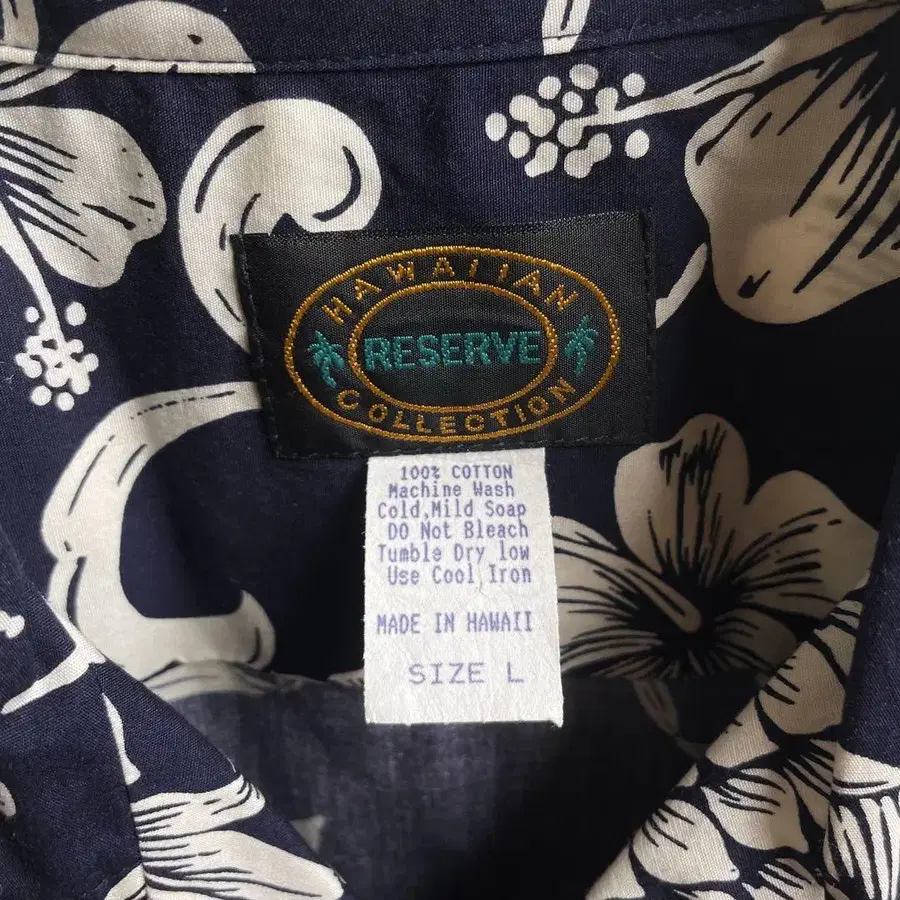 HAWAIIAN
RESERVE
COLLECTION
100% COTTON
Machine Wash
Cold,Mild Soap
DO Not Bleach
Tumble Dry low
Use Cool Iron
MADE IN HAWAII
SIZE L